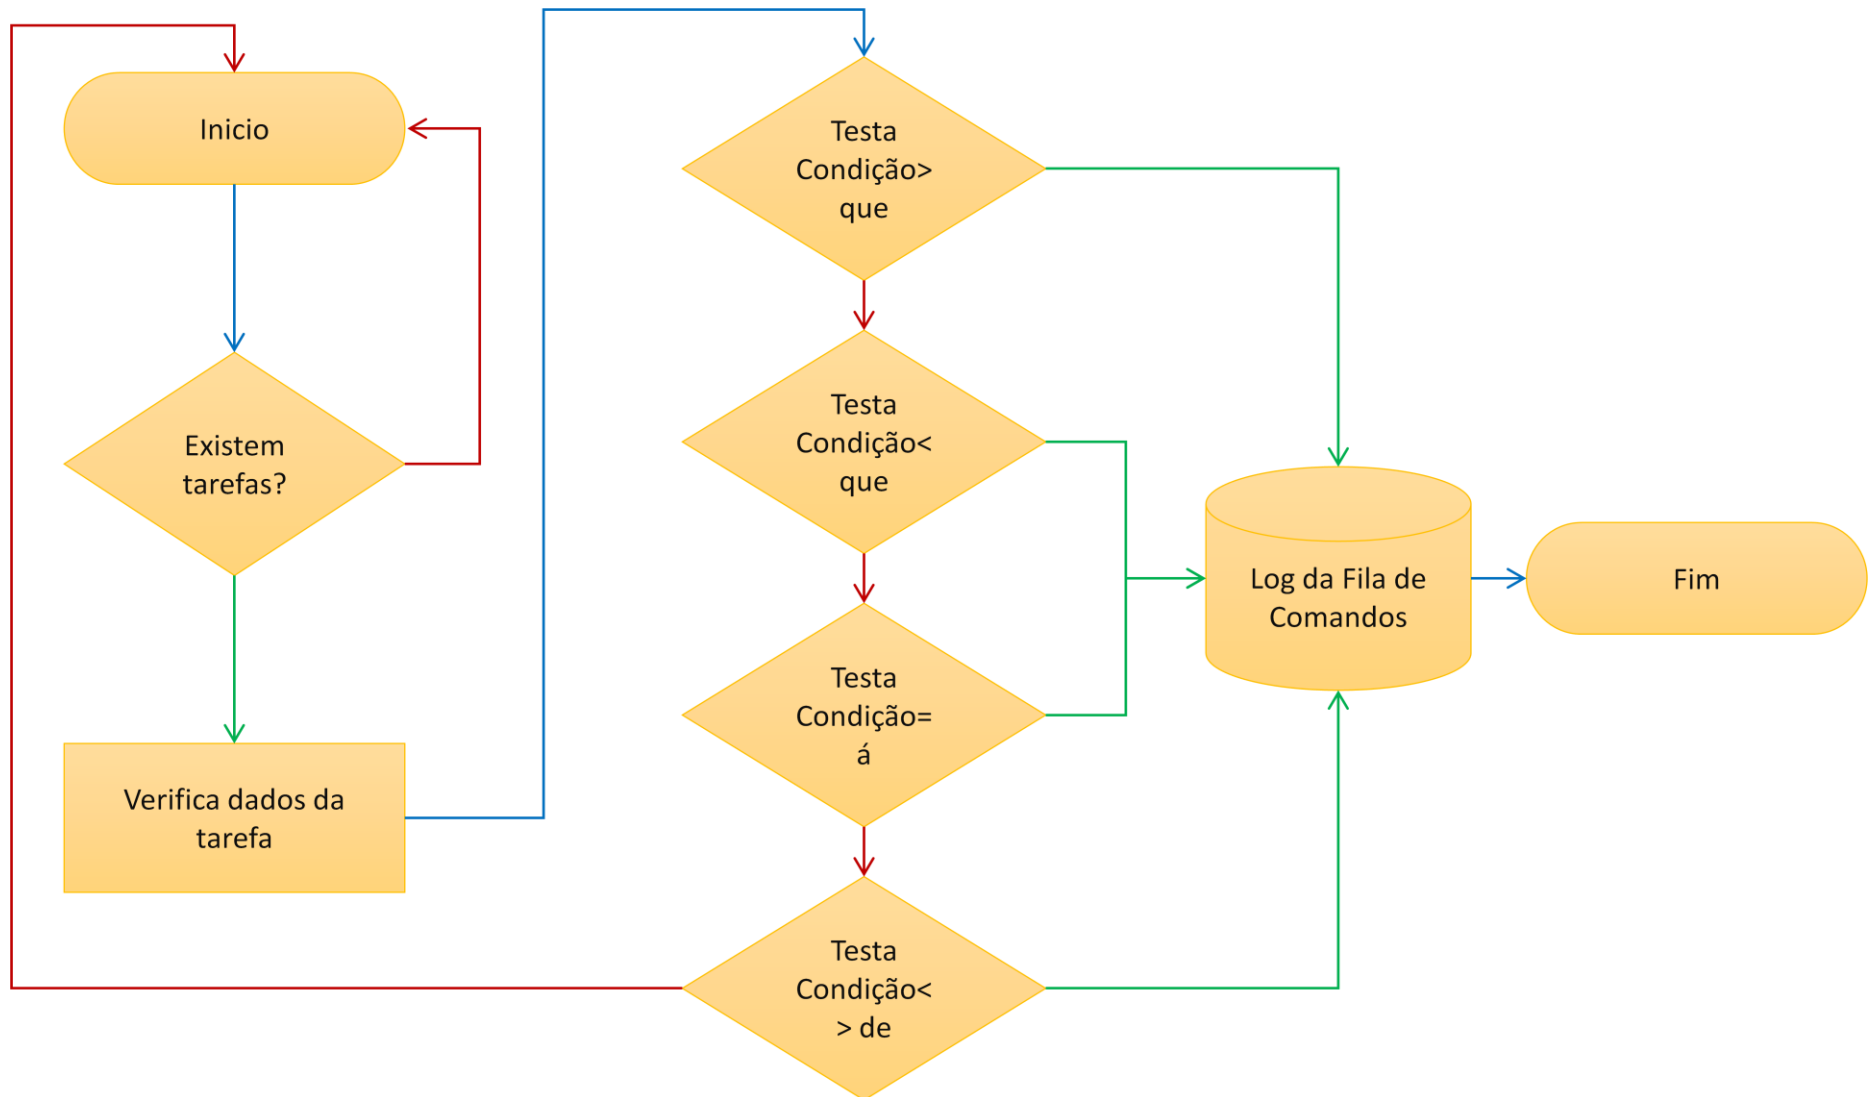 Inicio
Existem
tarefas?
Verifica dados da
tarefa
Testa
Condição>
que
Testa
Condição<
que
Testa
Condição=
á
Testa
Condição<
> de
Log da Fila de
Comandos
Fim